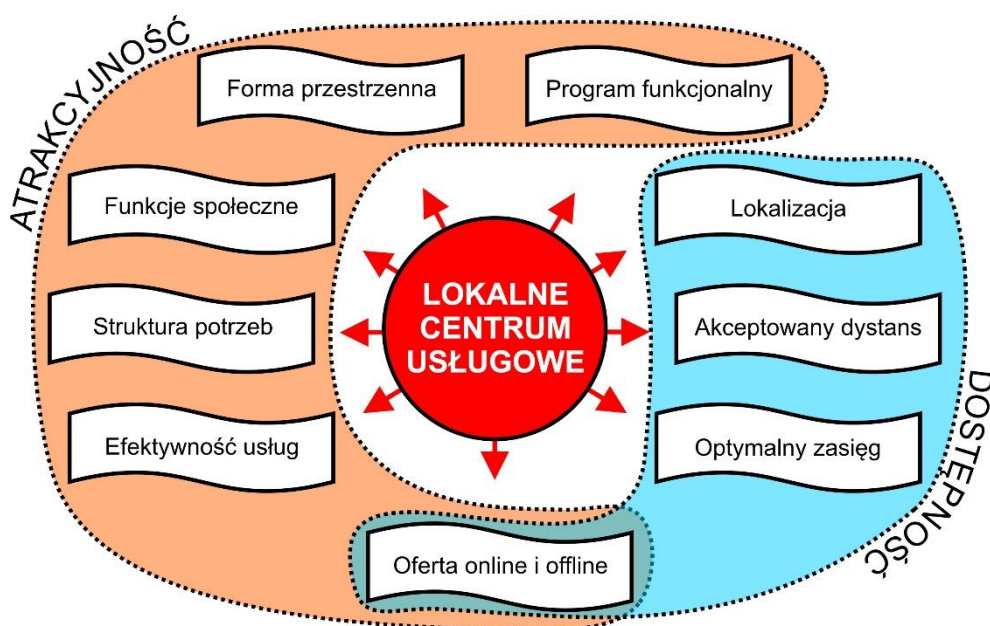 ATRAKCYJNOŚĆ
Forma przestrzenna
Program funkcjonalny
Funkcje społeczne
Lokalizacja
LOKALNE
CENTRUM
USŁUGOWE
Struktura potrzeb
Akceptowany dystans
Efektywność usług
Optymalny zasięg
DOSTĘPNOŚĆ
Oferta online i offline